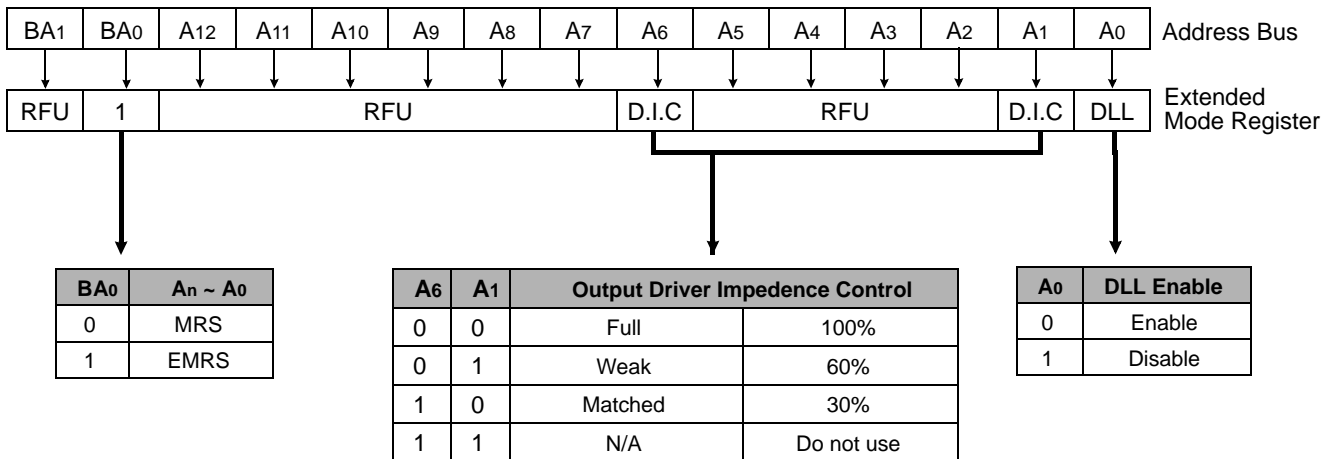 BA1 BA0 A12 A11 A10 A9 A8 A7 A6 A5 A4 A3 A2 A1 A0 Address Bus
RFU 1 RFU D.I.C RFU D.I.C DLL Extended
Mode Register
BA0 An ~ A0
0 MRS
1 EMRS
A6 A1 Output Driver Impedence Control
0 0 Full 100%
0 1 Weak 60%
1 0 Matched 30%
1 1 N/A Do not use
A0 DLL Enable
0 Enable
1 Disable